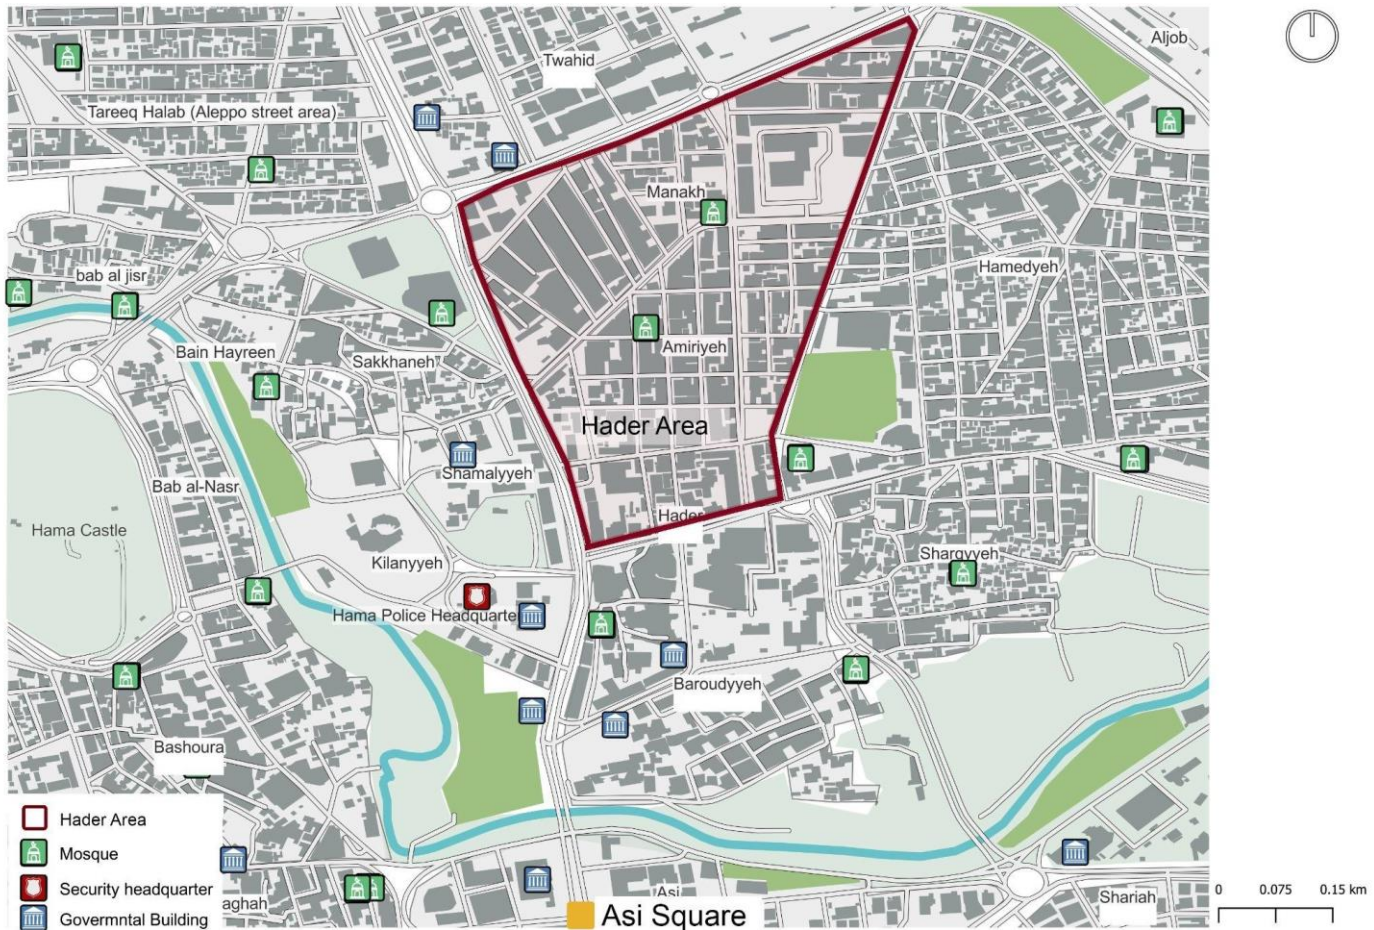 Aljob
Twahid
Tareeq Halab (Aleppo street area)
Manakh
Hamedyeh
bab al jisr
Bain Hayreen
Sakkhaneh
Amiriyeh
Hader Area
Shamalyyeh
Bab al-Nasr
Hader
Hama Castle
Kilanyyeh
Sharqyyeh
Hama Police Headquarte
Baroudyyeh
Bashoura
Hader Area
Mosque
Security headquarter
Govermntal Building
aghah
Asi
Asi Square
Shariah
0 0.075 0.15 km